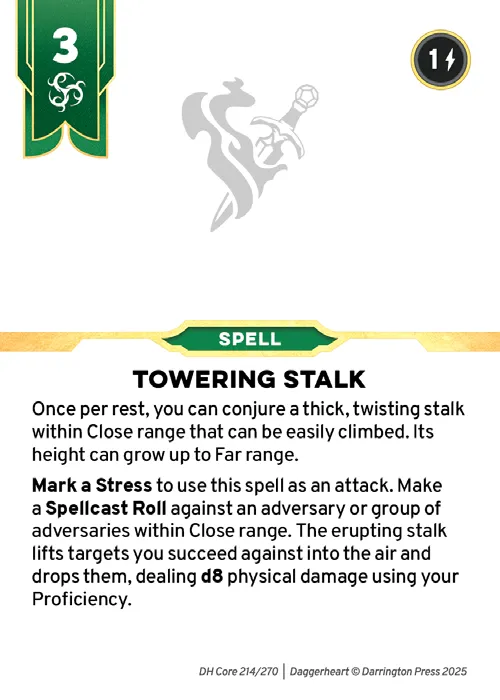 3
1
SPELL
TOWERING STALK
Once per rest, you can conjure a thick, twisting stalk
within Close range that can be easily climbed. Its
height can grow up to Far range.
Mark a Stress to use this spell as an attack. Make
a Spellcast Roll against an adversary or group of
adversaries within Close range. The erupting stalk
lifts targets you succeed against into the air and
drops them, dealing d8 physical damage using your
Proficiency.
DH Core 214/270 | Daggerheart © Darrington Press 2025